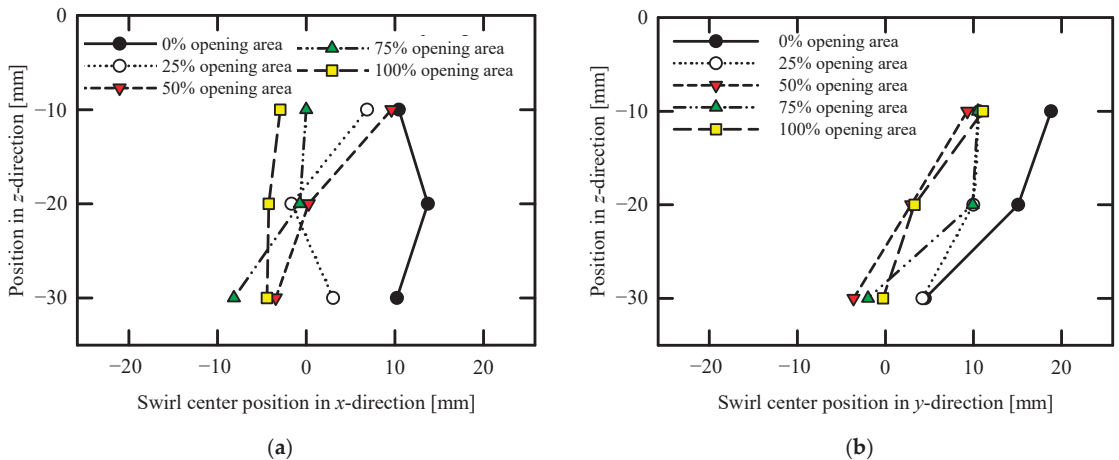 0
−10
−20
−30
Position in z-direction [mm]
0% opening area
25% opening area
50% opening area
75% opening area
100% opening area
−20
−10
0
10
20
Swirl center position in x-direction [mm]
(a)
0
−10
−20
−30
Position in z-direction [mm]
0% opening area
25% opening area
50% opening area
75% opening area
100% opening area
−20
−10
0
10
20
Swirl center position in y-direction [mm]
(b)